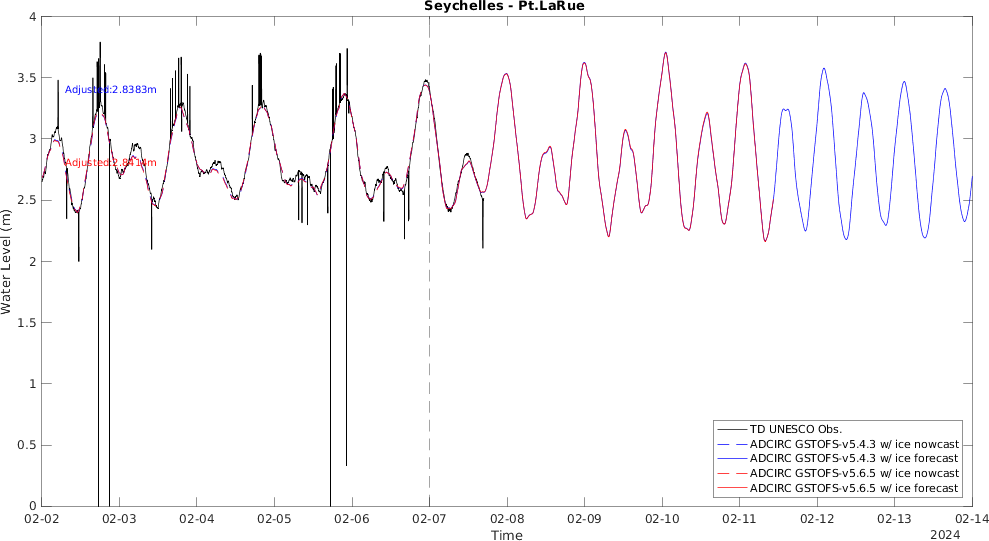 Seychelles - Pt.LaRue
4
3.5
3
2.5
2
1.5
1
0.5
0
Water Level (m)
Adjusted:2.8383m
Adjusted:2.8414m
TD UNESCO Obs.
ADCIRC GSTOFS-v5.4.3 w/ ice nowcast
ADCIRC GSTOFS-v5.4.3 w/ ice forecast
ADCIRC GSTOFS-v5.6.5 w/ ice nowcast
ADCIRC GSTOFS-v5.6.5 w/ ice forecast
02-02 02-03 02-04 02-05 02-06 02-07 02-08 02-09 02-10 02-11 02-12 02-13 02-14
Time
2024